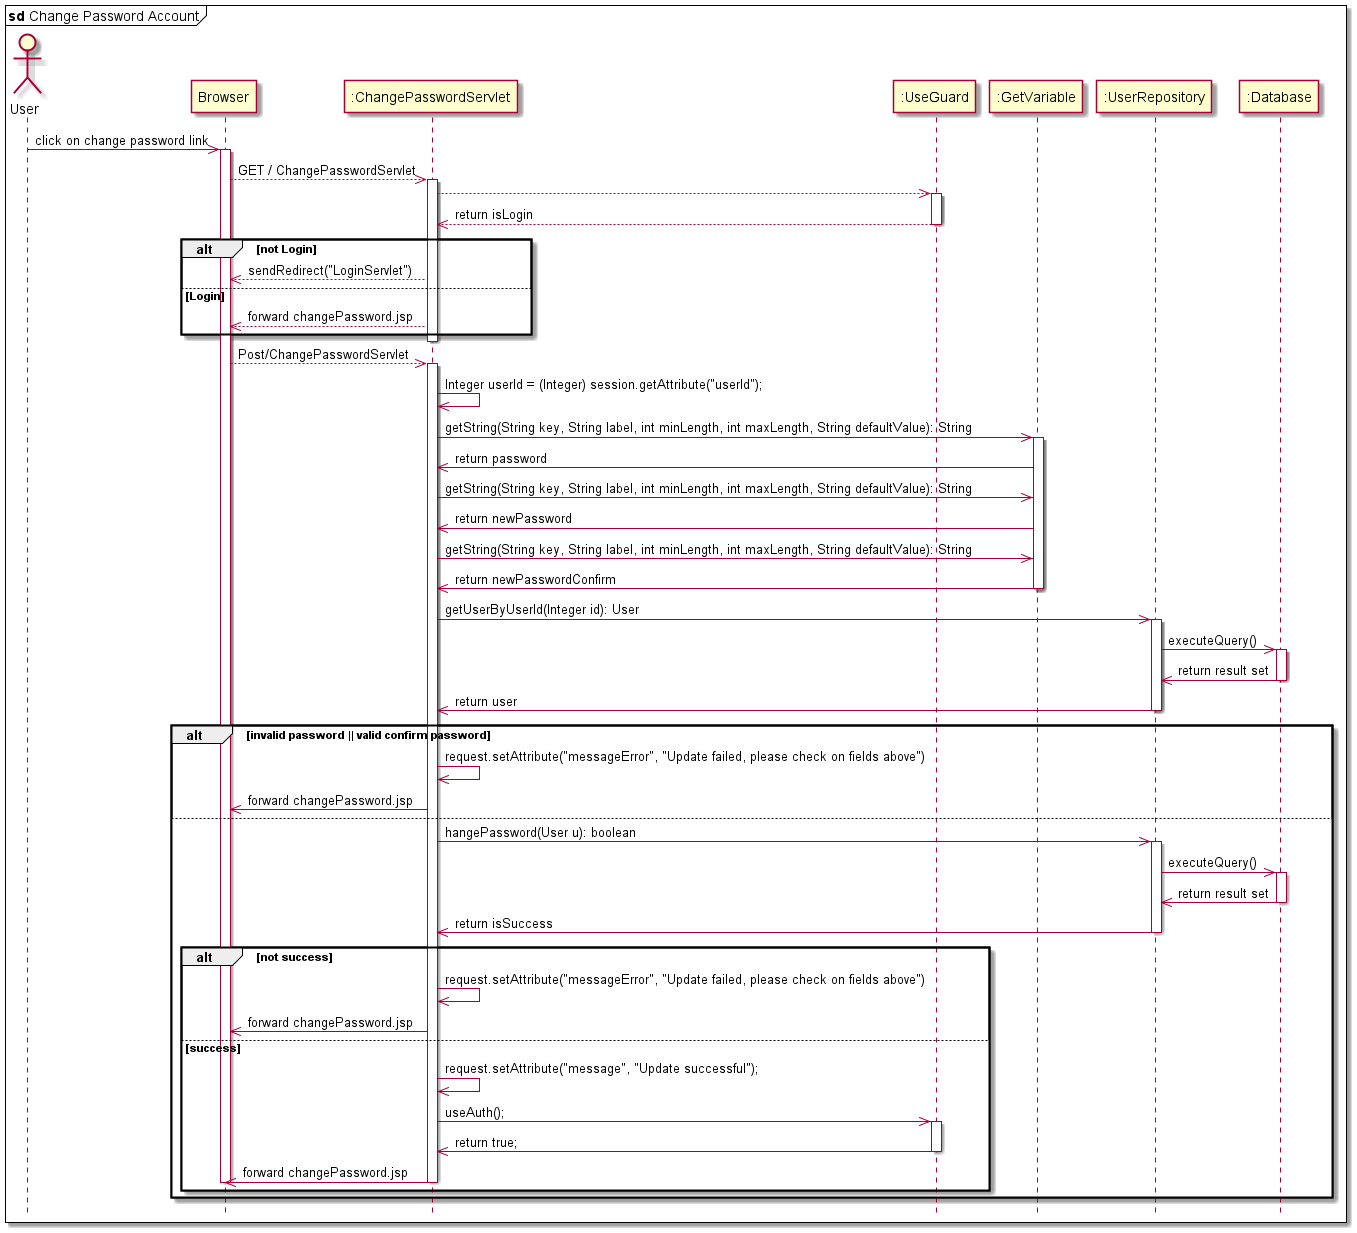 sd Change Password Account
User
Browser
:ChangePasswordServlet
:UseGuard
:GetVariable
:UserRepository
:Database
click on change password link
GET / ChangePasswordServlet
return isLogin
alt [not Login]
sendRedirect("LoginServlet")
[Login]
forward changePassword.jsp
Post/ChangePasswordServlet
Integer userId = (Integer) session.getAttribute("userId");
getString(String key, String label, int minLength, int maxLength, String defaultValue): String
return password
getString(String key, String label, int minLength, int maxLength, String defaultValue): String
return newPassword
getString(String key, String label, int minLength, int maxLength, String defaultValue): String
return newPasswordConfirm
getUserByUserId(Integer id): User
executeQuery()
return result set
return user
alt [invalid password || valid confirm password]
request.setAttribute("messageError", "Update failed, please check on fields above")
forward changePassword.jsp
hangePassword(User u): boolean
executeQuery()
return result set
return isSuccess
alt [not success]
request.setAttribute("messageError", "Update failed, please check on fields above")
forward changePassword.jsp
[success]
request.setAttribute("message", "Update successful");
useAuth();
return true;
forward changePassword.jsp